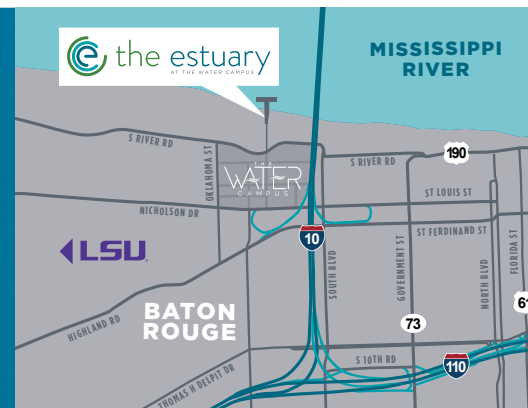 e the estuary
AT THE WATER CAMPUS
MISSISSIPPI
RIVER
S RIVER RD
OKLAHOMA ST
THE
WATER
CAMPUS
S RIVER RD
190
ST LOUIS ST
NICHOLSON DR
ST FERDINAND ST
10
LSU
SOUTH BLVD
GOVERNMENT ST
NORTH BLVD
FLORIDA ST
61
BATON
ROUGE
HIGHLAND RD
73
S 10TH RD
110
THOMAS H DELPIT DR